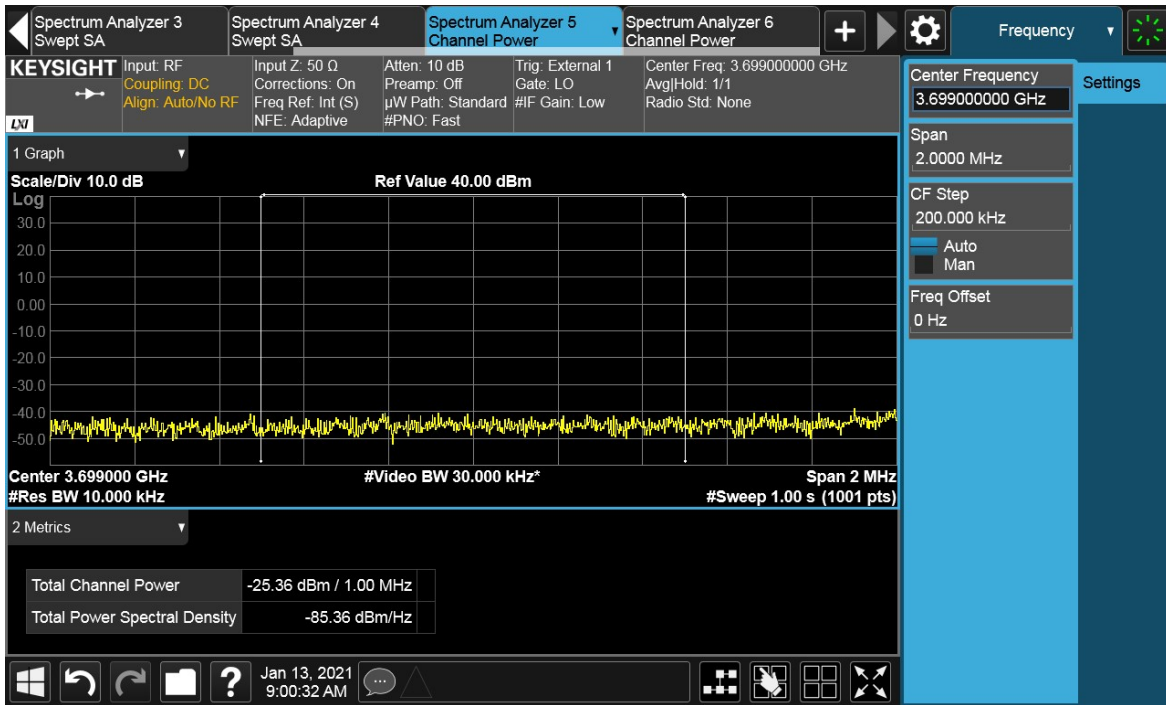 Spectrum Analyzer 3
Swept SA
Spectrum Analyzer 4
Swept SA
Spectrum Analyzer 5
Channel Power
Spectrum Analyzer 6
Channel Power
+
Frequency
KEYSIGHT
LXI
Input: RF
Coupling: DC
Align: Auto/No RF
Input Z: 50 Ω
Corrections: On
Freq Ref: Int (S)
NFE: Adaptive
Atten: 10 dB
Preamp: Off
µW Path: Standard
#PNO: Fast
Trig: External 1
Gate: LO
#IF Gain: Low
Center Freq: 3.699000000 GHz
Avg|Hold: 1/1
Radio Std: None
Center Frequency
3.699000000 GHz
Settings
Span
2.0000 MHz
CF Step
200.000 kHz
Auto
Man
Freq Offset
0 Hz
1 Graph
Scale/Div 10.0 dB
Ref Value 40.00 dBm
Log
30.0
20.0
10.0
0.00
-10.0
-20.0
-30.0
-40.0
-50.0
Center 3.699000 GHz
#Video BW 30.000 kHz*
Span 2 MHz
#Res BW 10.000 kHz
#Sweep 1.00 s (1001 pts)
2 Metrics
Total Channel Power -25.36 dBm / 1.00 MHz
Total Power Spectral Density -85.36 dBm/Hz
?
Jan 13, 2021
9:00:32 AM